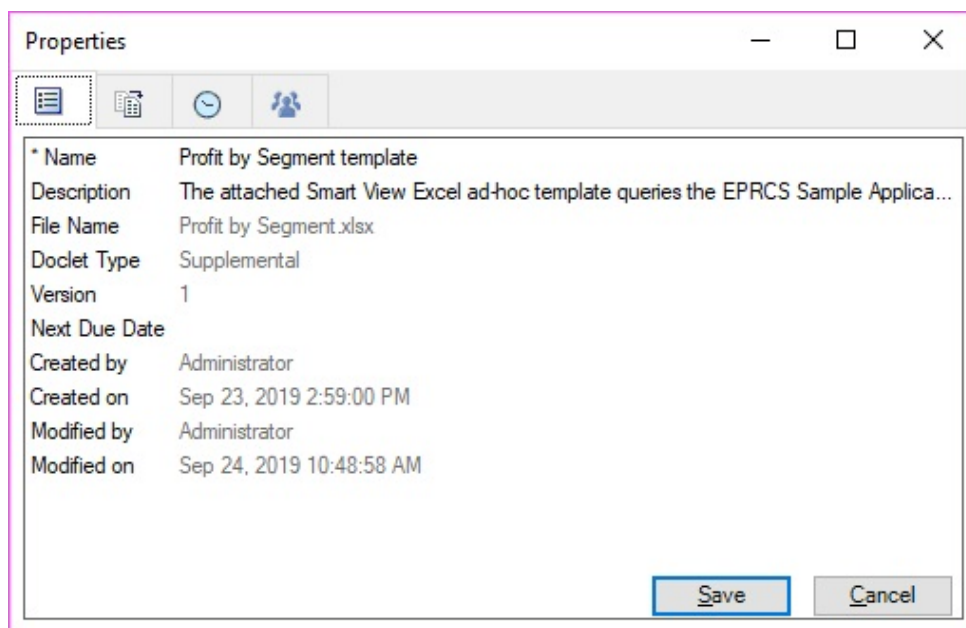 Properties
* Name Profit by Segment template
Description The attached Smart View Excel ad-hoc template queries the EPRCS Sample Applica...
File Name Profit by Segment.xlsx
Doclet Type Supplemental
Version 1
Next Due Date
Created by Administrator
Created on Sep 23, 2019 2:59:00 PM
Modified by Administrator
Modified on Sep 24, 2019 10:48:58 AM
Save Cancel